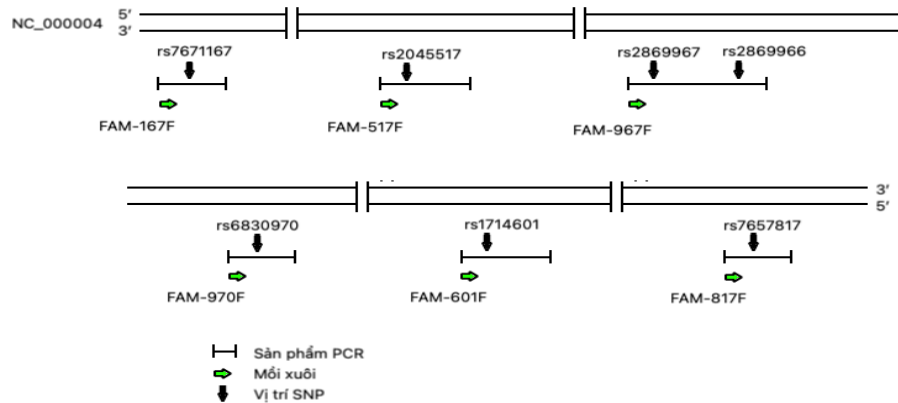 NC_000004 5′
3′
rs7671167
rs2045517
rs2869967 rs2869966
FAM-167F
FAM-517F
FAM-967F
3′
5′
rs6830970
rs1714601
rs7657817
FAM-970F
FAM-601F
FAM-817F
Sản phẩm PCR
Mồi xuôi
Vị trí SNP